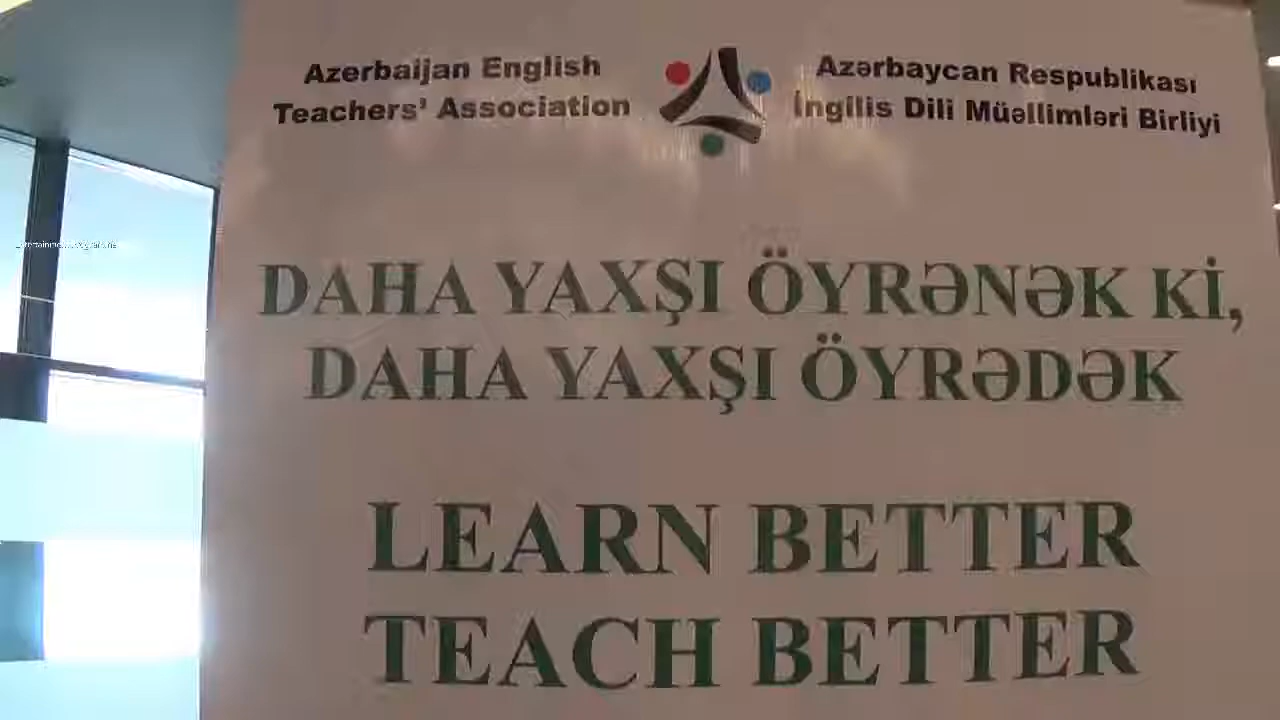 Azerbaijan English
Teachers' Association
Azərbaycan Respublikası
İngilis Dili Müəllimləri Birliyi
DAHA YAXŞI ÖYRƏNƏK Kİ,
DAHA YAXŞI ÖYRƏDƏK
LEARN BETTER
TEACH BETTER